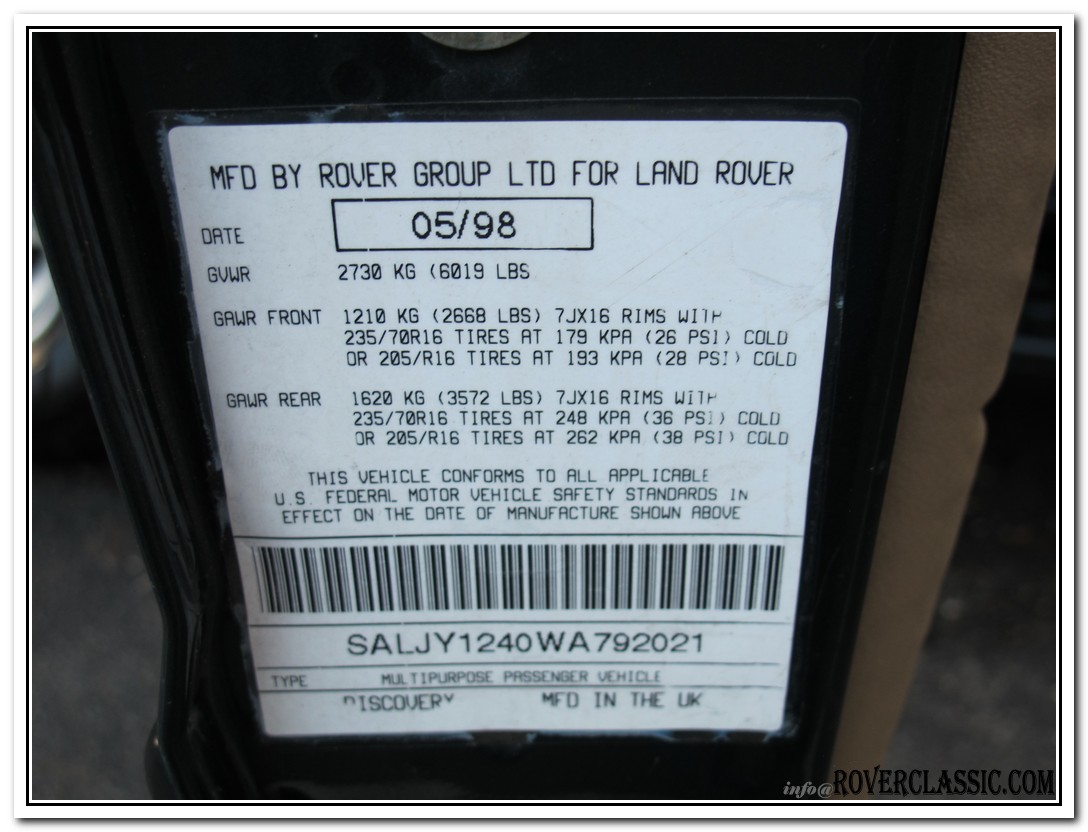 MFD BY ROVER GROUP LTD FOR LAND ROVER
DATE 05/98
GVWR 2730 KG (6019 LBS
GAWR FRONT 1210 KG (2668 LBS) 7JX16 RIMS WITH
235/70R16 TIRES AT 179 KPA (26 PSI) COLD
OR 205/R16 TIRES AT 193 KPA (28 PSI) COLD
GAWR REAR 1620 KG (3572 LBS) 7JX16 RIMS WITH
235/70R16 TIRES AT 248 KPA (36 PSI) COLD
OR 205/R16 TIRES AT 262 KPA (38 PSI) COLD
THIS VEHICLE CONFORMS TO ALL APPLICABLE
U.S. FEDERAL MOTOR VEHICLE SAFETY STANDARDS IN
EFFECT ON THE DATE OF MANUFACTURE SHOWN ABOVE
SALJY1240WA792021
TYPE MULTIPURPOSE PASSENGER VEHICLE
DISCOVERY MFD IN THE UK
info@ROVERCLASSIC.COM